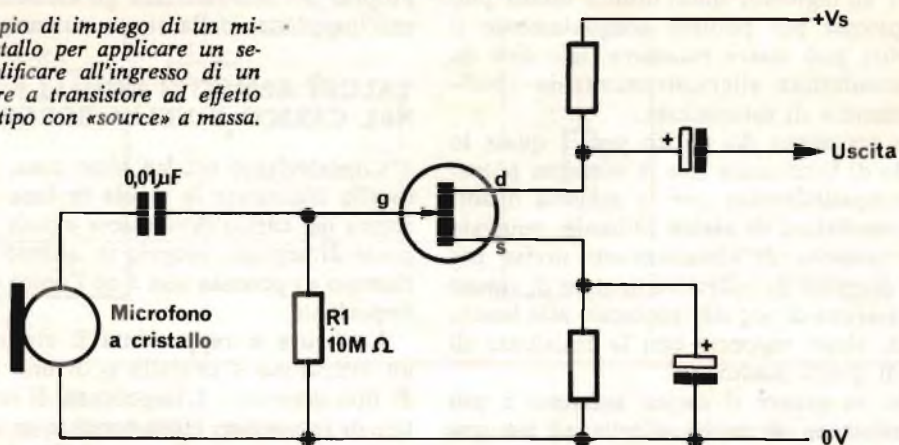 pio di impiego di un mi-
tallo per applicare un se-
lificare all'ingresso di un
re a transistore ad effetto
tipo con «source» a massa.
+Vs
+
Uscita
0,01µF
d
g
s
Microfono
a cristallo
R1
10M Ω
+
0V